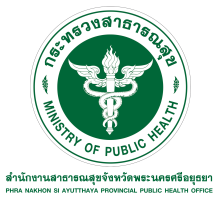 กระทรวงสาธารณสุข
MINISTRY OF PUBLIC HEALTH
สำนักงานสาธารณสุขจังหวัดพระนครศรีอยุธยา
PHRA NAKHON SI AYUTTHAYA PROVINCIAL PUBLIC HEALTH OFFICE